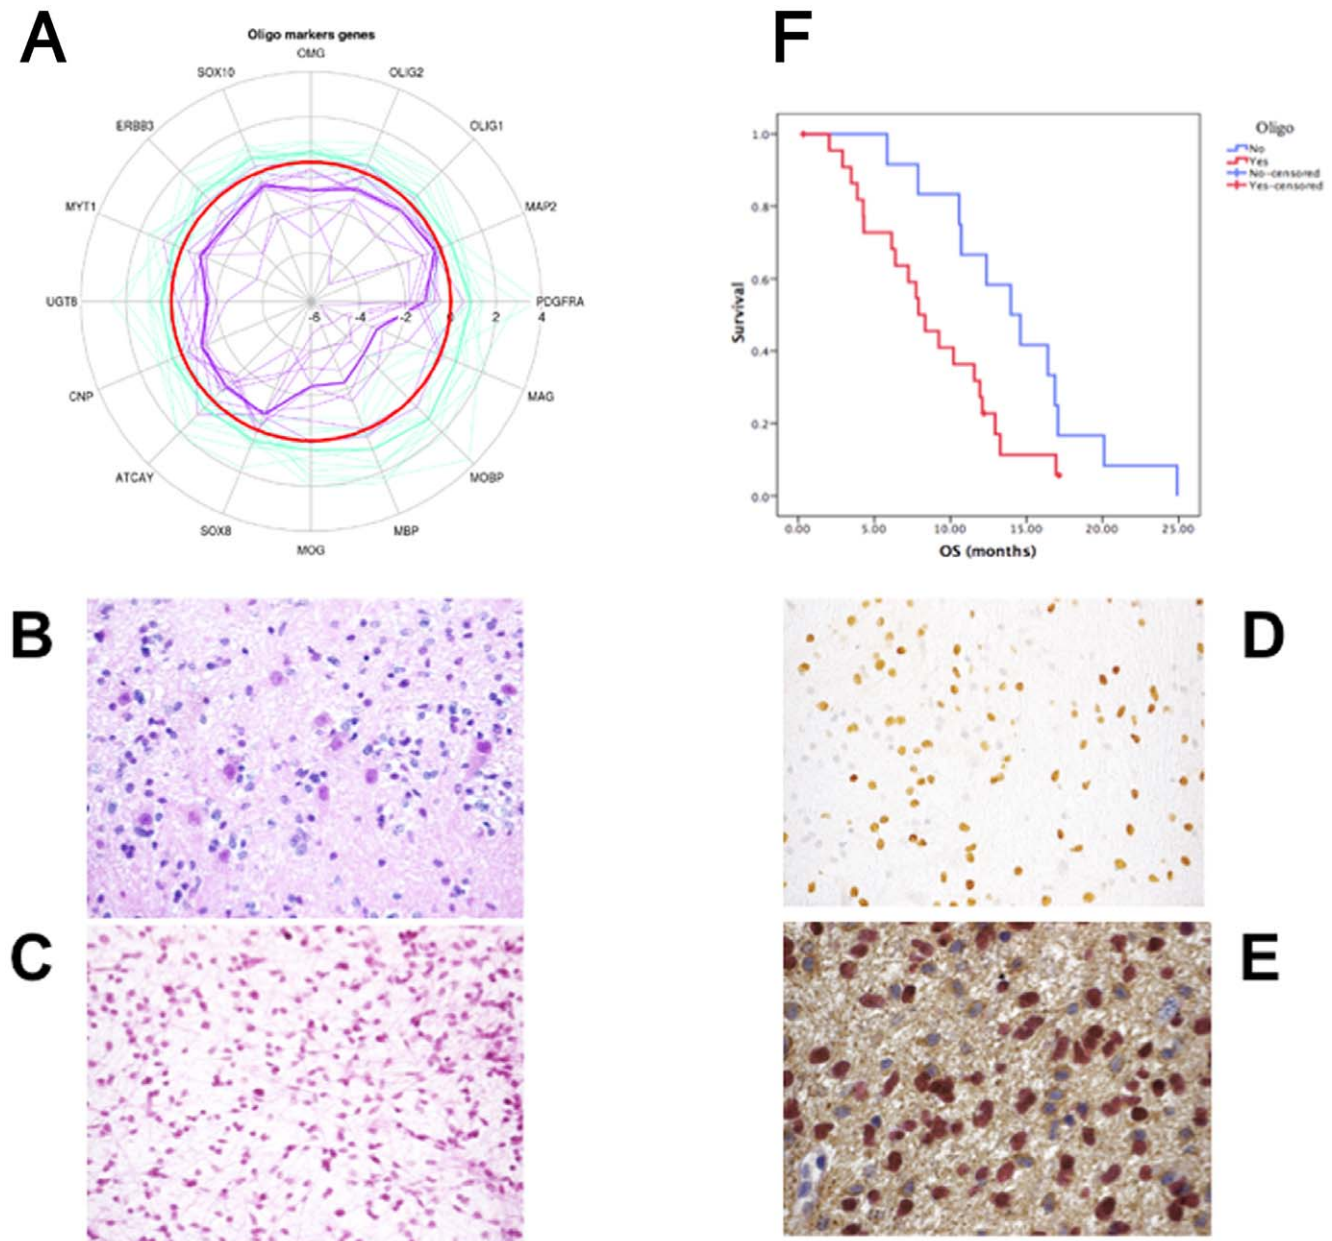 A
Oligo markers genes
OMG
SOX10
OLIG2
ERBB3
OLIG1
MYT1
MAP2
UGT8
PDGFRA
-6 -4 -2 0 2 4
CNP
MAG
ATCAY
MOBP
SOX8
MBP
MOG
F
Oligo
No
Yes
No-censored
Yes-censored
Survival
1.0
0.8
0.6
0.4
0.2
0.0
0.00 5.00 10.00 15.00 20.00 25.00
OS (months)
B
D
C
E